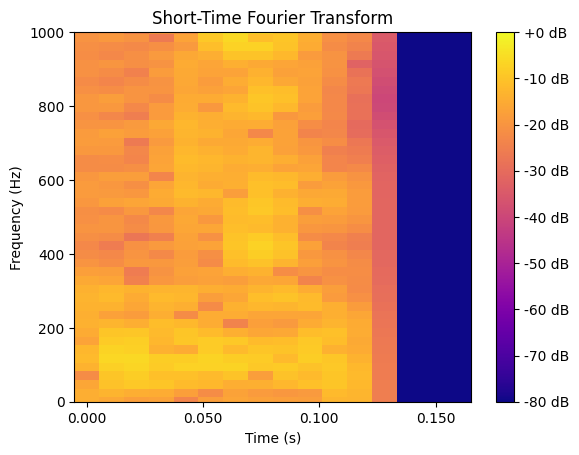 Short-Time Fourier Transform
1000
800
600
400
200
0
Frequency (Hz)
0.000
0.050
0.100
0.150
Time (s)
+0 dB
-10 dB
-20 dB
-30 dB
-40 dB
-50 dB
-60 dB
-70 dB
-80 dB